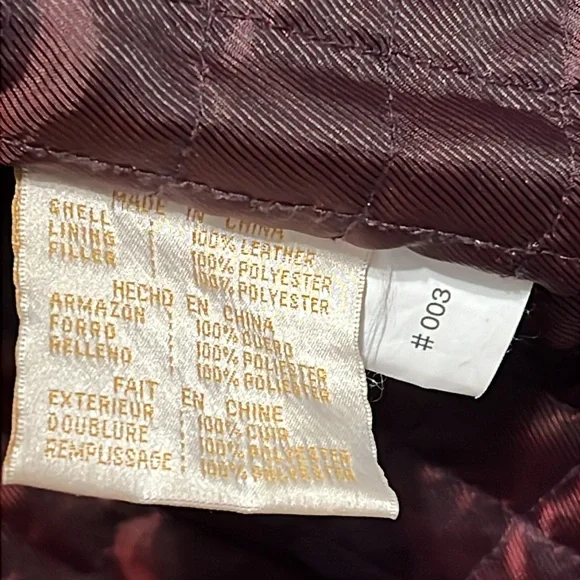 MADE IN CHINA
SHELL : 100% LEATHER
LINING : 100% POLYESTER
FILLER : 100% POLYESTER
HECHO EN CHINA
ARMAZON : 100% CUERO
FORRO : 100% POLIESTER
RELLENO : 100% POLIESTER
FAIT EN CHINE
EXTERIEUR : 100% CUIR
DOUBLURE : 100% POLYESTER
REMPLISSAGE : 100% POLYESTER
# 003